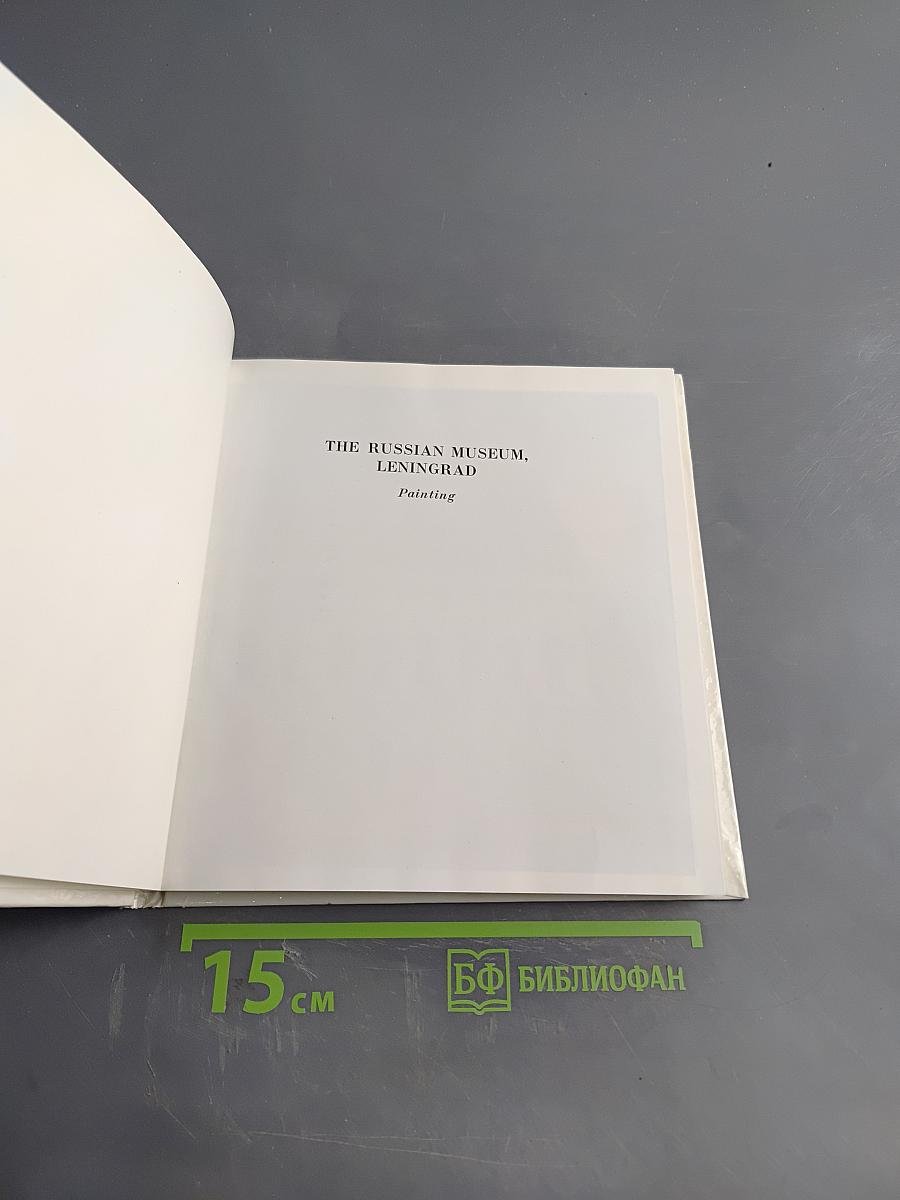 THE RUSSIAN MUSEUM,
LENINGRAD
Painting
15 см
БФ БИБЛИОФАН